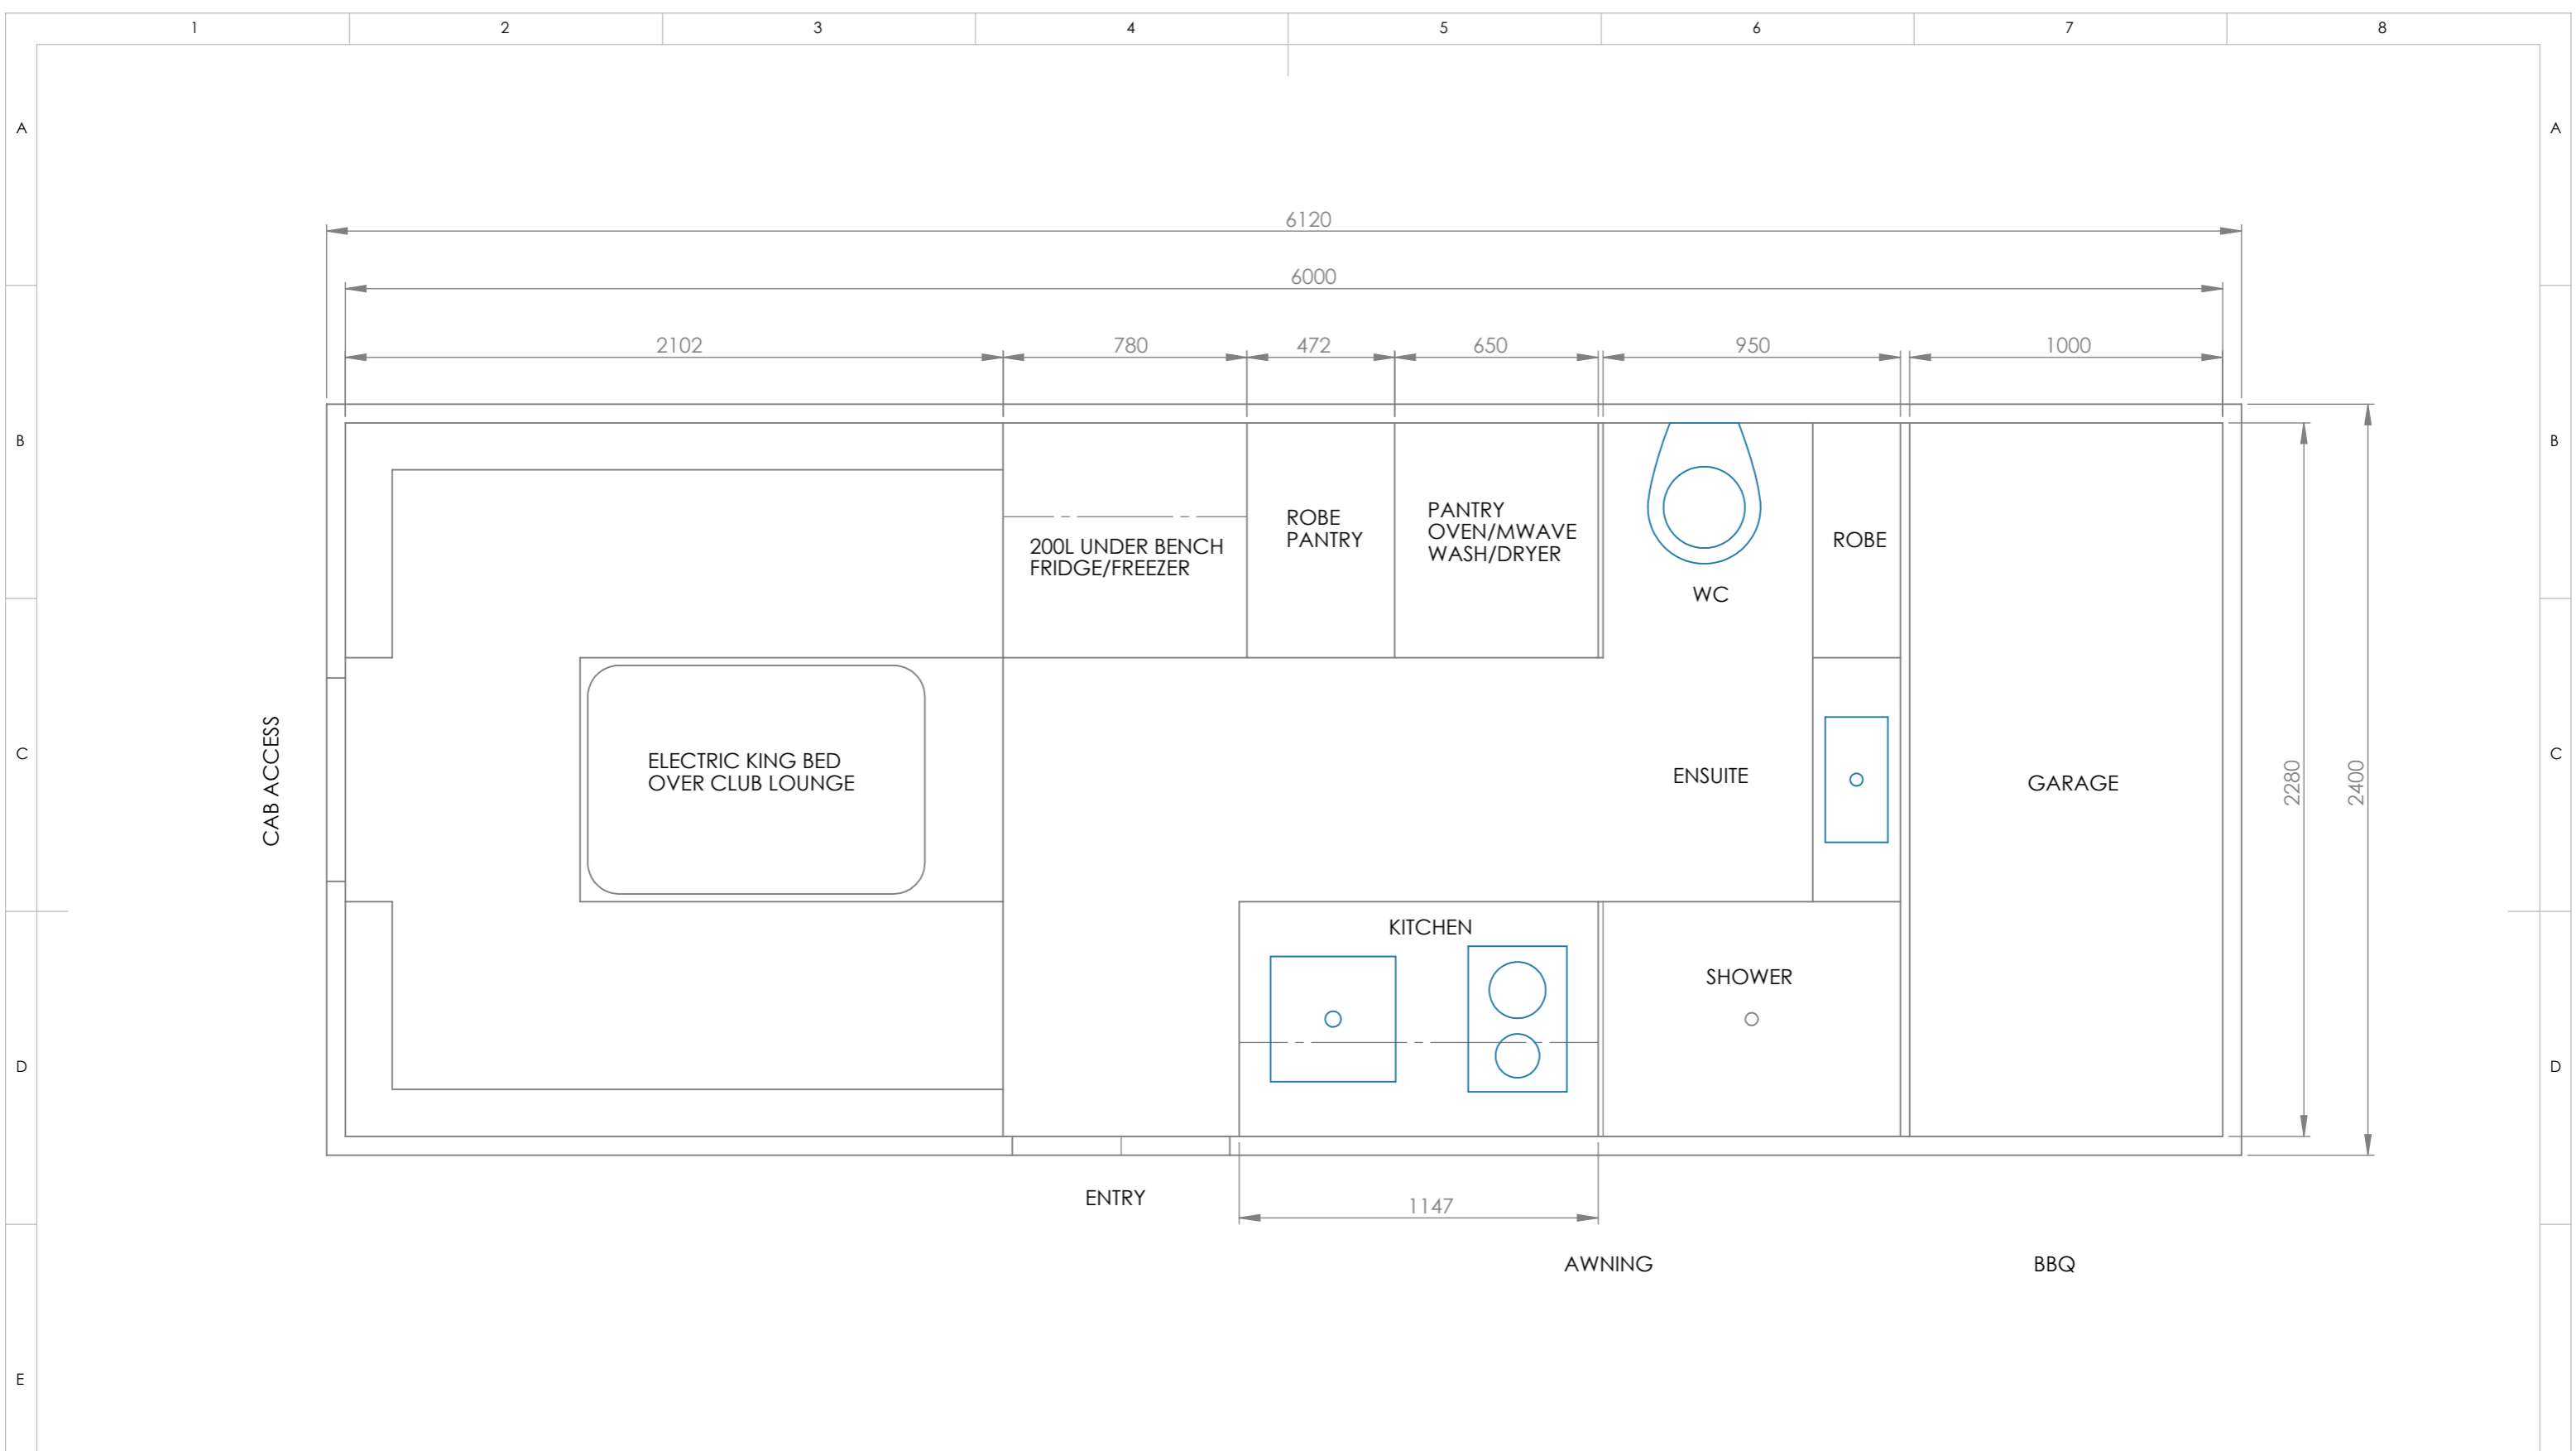 1 2 3 4 5 6 7 8
A A
6120
6000
2102 780 472 650 950 1000
B B
ROBE
PANTRY
PANTRY
OVEN/MWAVE
WASH/DRYER
200L UNDER BENCH
FRIDGE/FREEZER
ROBE
WC
C C
CAB ACCESS
ELECTRIC KING BED
OVER CLUB LOUNGE
ENSUITE
GARAGE
2280
2400
KITCHEN
SHOWER
D D
ENTRY
1147
AWNING
BBQ
E